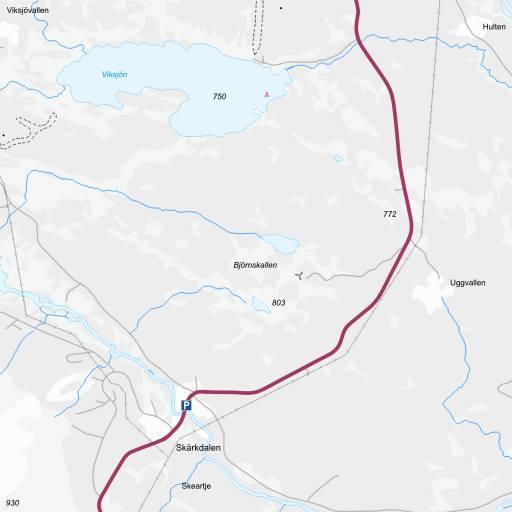 Viksjövallen
Hulten
Viksjön
750
772
Björnskallen
Uggvallen
803
P
Skärkdalen
Skeartje
930